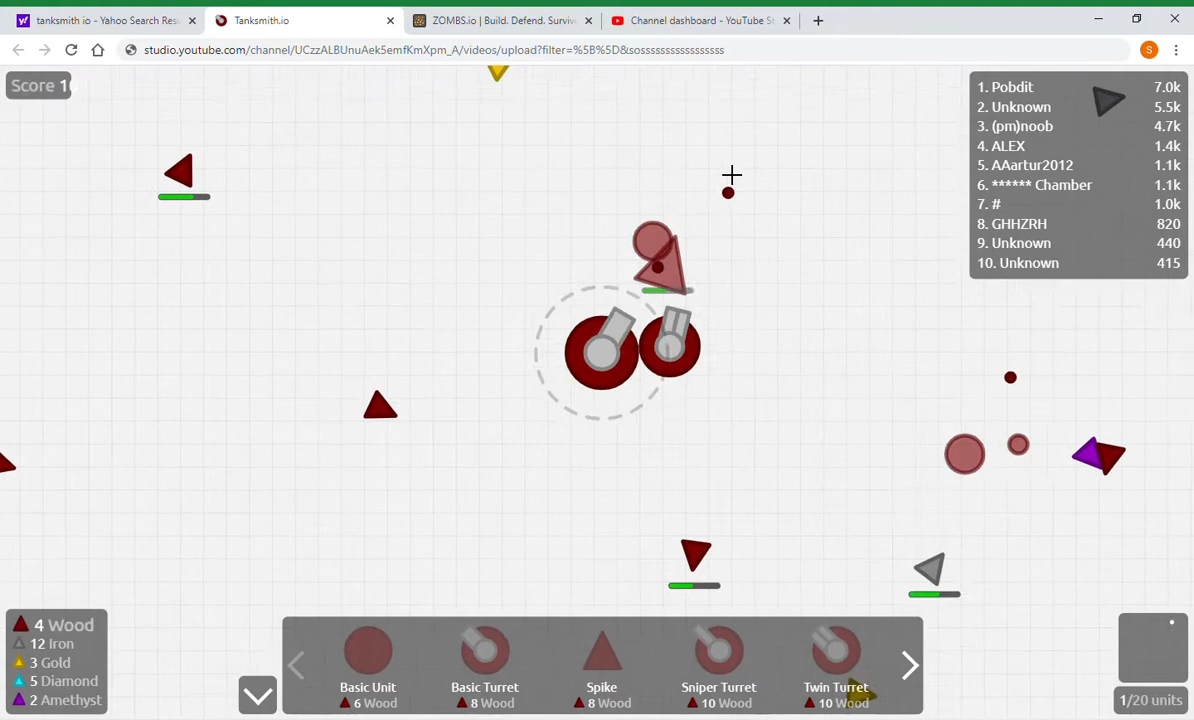 tanksmith io - Yahoo Search Res
Tanksmith.io
ZOMBS.io | Build. Defend. Surviv
Channel dashboard - YouTube St
studio.youtube.com/channel/UCzzALBUnuAek5emfKmXpm_A/videos/upload?filter=%5B%5D&sossssssssssssssssss
S
Score 10
1. Pobdit 7.0k
2. Unknown 5.5k
3. (pm)noob 4.7k
4. ALEX 1.4k
5. AAartur2012 1.1k
6. ****** Chamber 1.1k
7. # 1.0k
8. GHHZRH 820
9. Unknown 440
10. Unknown 415
4 Wood
12 Iron
3 Gold
5 Diamond
2 Amethyst
Basic Unit
6 Wood
Basic Turret
8 Wood
Spike
8 Wood
Sniper Turret
10 Wood
Twin Turret
10 Wood
1/20 units